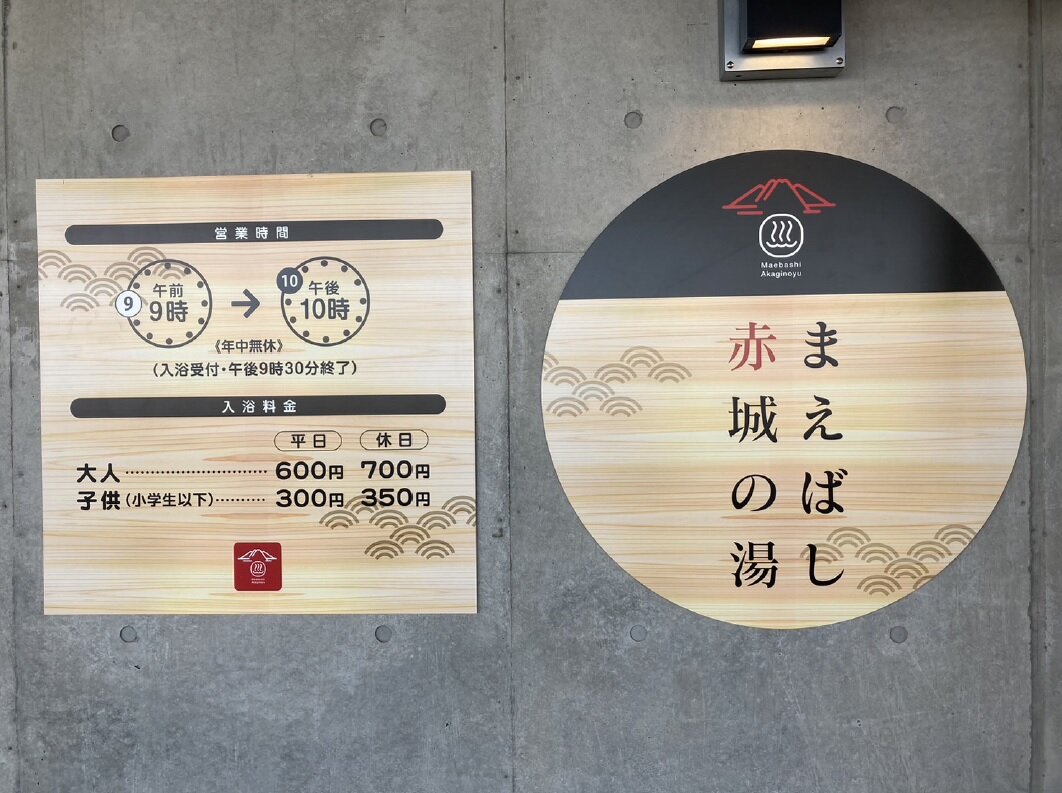 営業時間
9 午前 9時
10 午後 10時
《年中無休》
(入浴受付・午後9時30分終了)
入浴料金
平日 休日
大人 600円 700円
子供(小学生以下) 300円 350円
Maebashi
Akaginoyu
Maebashi
Akaginoyu
まえばし
赤城の湯